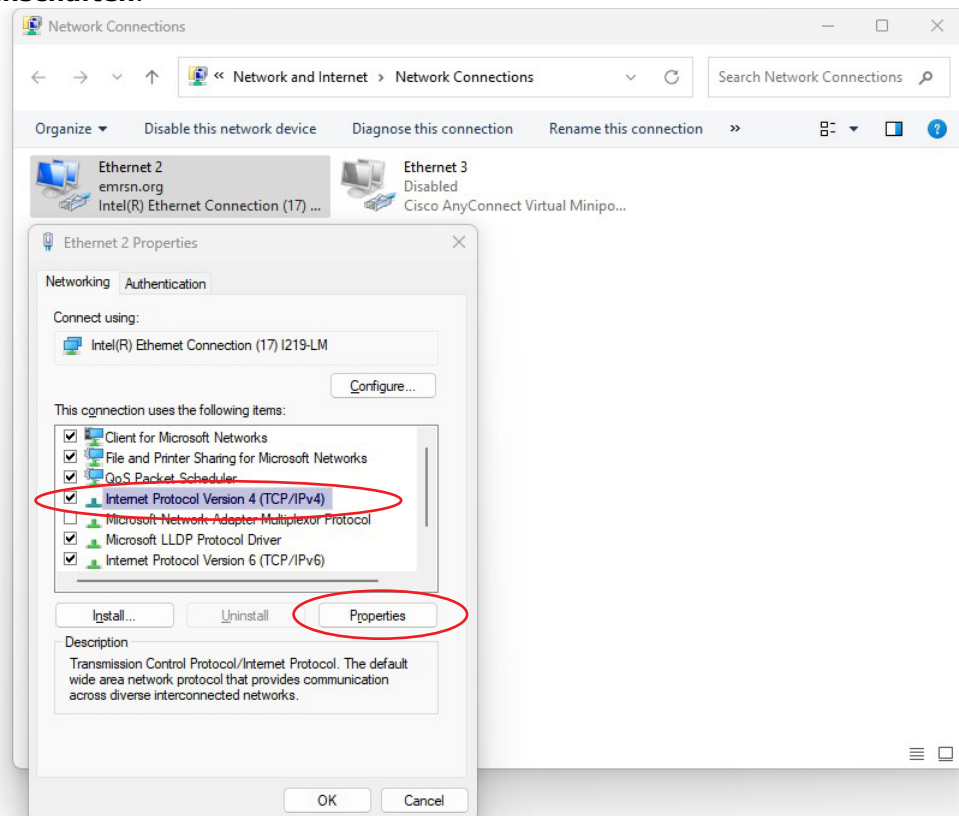 Network Connections
« Network and Internet › Network Connections
Search Network Connections
Organize
Disable this network device
Diagnose this connection
Rename this connection
»
Ethernet 2
emrsn.org
Intel(R) Ethernet Connection (17) ...
Ethernet 3
Disabled
Cisco AnyConnect Virtual Minipo...
Ethernet 2 Properties
Networking
Authentication
Connect using:
Intel(R) Ethernet Connection (17) I219-LM
Configure...
This connection uses the following items:
Client for Microsoft Networks
File and Printer Sharing for Microsoft Networks
QoS Packet Scheduler
Internet Protocol Version 4 (TCP/IPv4)
Microsoft Network Adapter Multiplexor Protocol
Microsoft LLDP Protocol Driver
Internet Protocol Version 6 (TCP/IPv6)
Install...
Uninstall
Properties
Description
Transmission Control Protocol/Internet Protocol. The default
wide area network protocol that provides communication
across diverse interconnected networks.
OK
Cancel